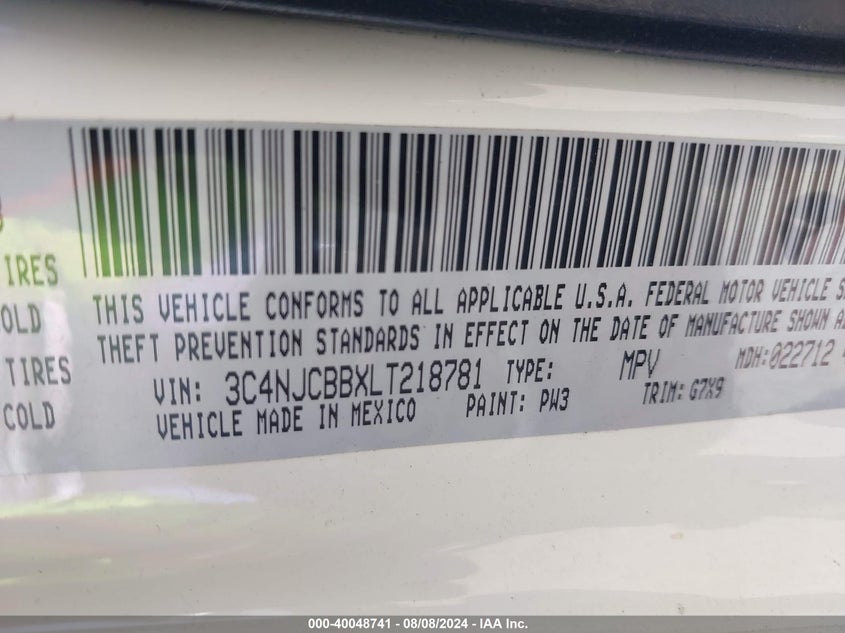 IRES
OLD
TIRES
COLD
THIS VEHICLE CONFORMS TO ALL APPLICABLE U.S.A. FEDERAL MOTOR VEHICLE S
THEFT PREVENTION STANDARDS IN EFFECT ON THE DATE OF MANUFACTURE SHOWN A
VIN: 3C4NJCBBXLT218781 TYPE: MPV MDH:022712
VEHICLE MADE IN MEXICO PAINT: PW3 TRIM: G7X9
000-40048741 - 08/08/2024 - IAA Inc.